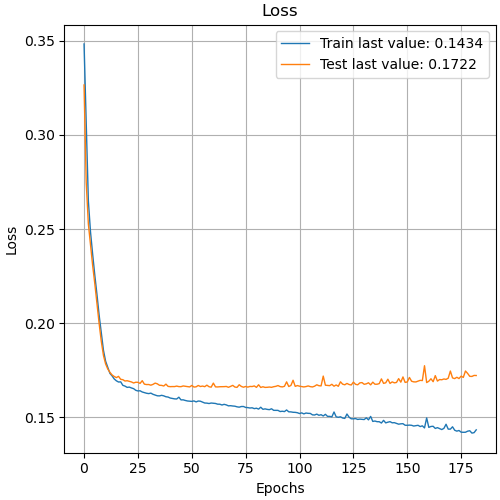 Loss
Train last value: 0.1434
Test last value: 0.1722
0.35
0.30
0.25
0.20
0.15
Loss
0 25 50 75 100 125 150 175
Epochs